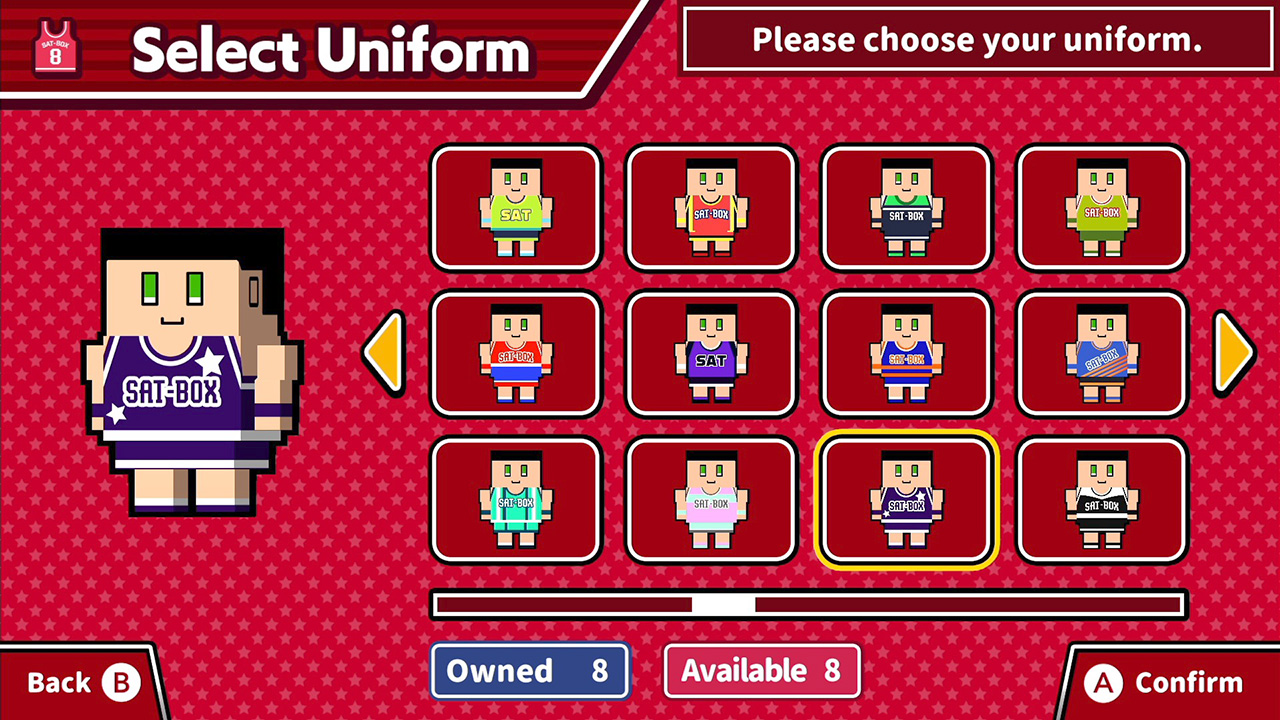 SAT-BOX
8
Select Uniform
Please choose your uniform.
SAT
SAT-BOX
SAT-BOX
SAT-BOX
SAT-BOX
SAT
SAT-BOX
SAT-BOX
SAT-BOX
SAT-BOX
SAT-BOX
SAT-BOX
SAT-BOX
Owned 8
Available 8
Back B
A Confirm